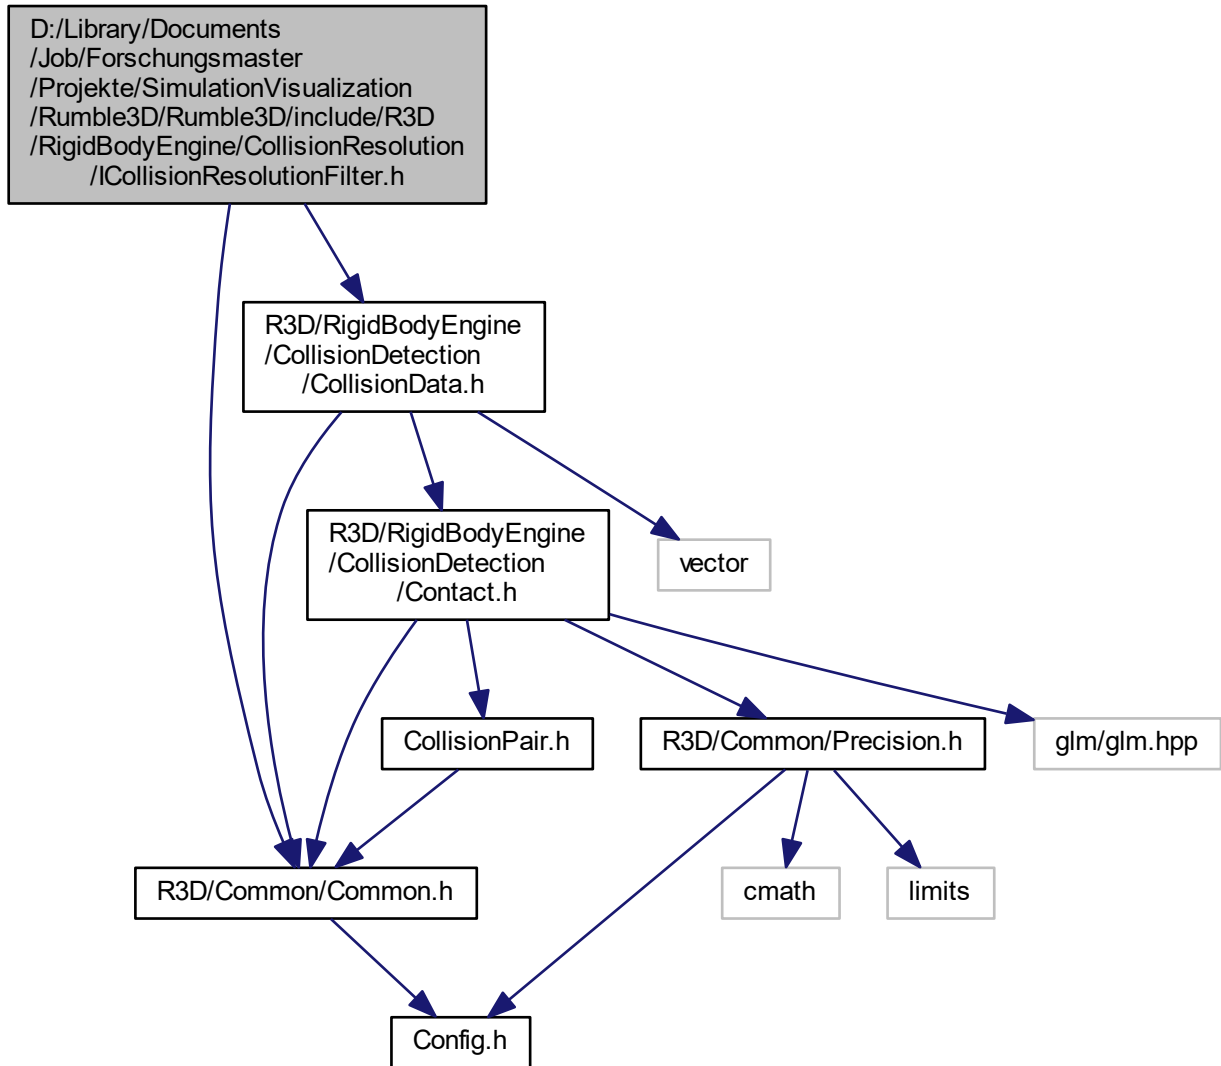 D:/Library/Documents
/Job/Forschungsmaster
/Projekte/SimulationVisualization
/Rumble3D/Rumble3D/include/R3D
/RigidBodyEngine/CollisionResolution
/ICollisionResolutionFilter.h
R3D/RigidBodyEngine
/CollisionDetection
/CollisionData.h
R3D/RigidBodyEngine
/CollisionDetection
/Contact.h
vector
CollisionPair.h
R3D/Common/Precision.h
glm/glm.hpp
R3D/Common/Common.h
cmath
limits
Config.h